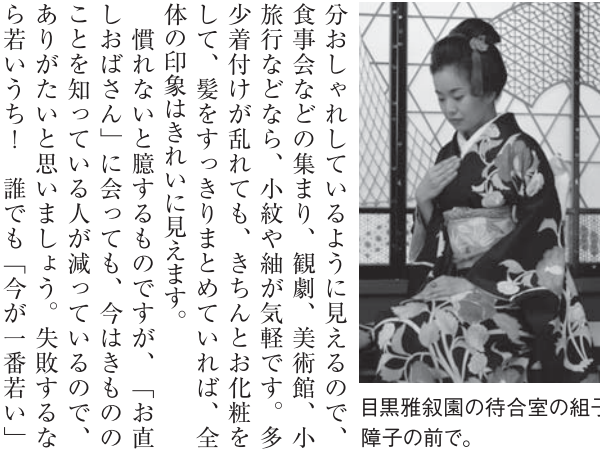 分おしゃれしているように見えるので、
食事会などの集まり、観劇、美術館、小
旅行などなら、小紋や紬が気軽です。多
少着付けが乱れても、きちんとお化粧を
して、髪をすっきりまとめていれば、全
体の印象はきれいに見えます。
慣れないと臆するものですが、「お直
しおばさん」に会っても、今はきものの
ことを知っている人が減っているので、
ありがたいと思いましょう。失敗するな
ら若いうち！　誰でも「今が一番若い」
目黒雅叙園の待合室の組子
障子の前で。